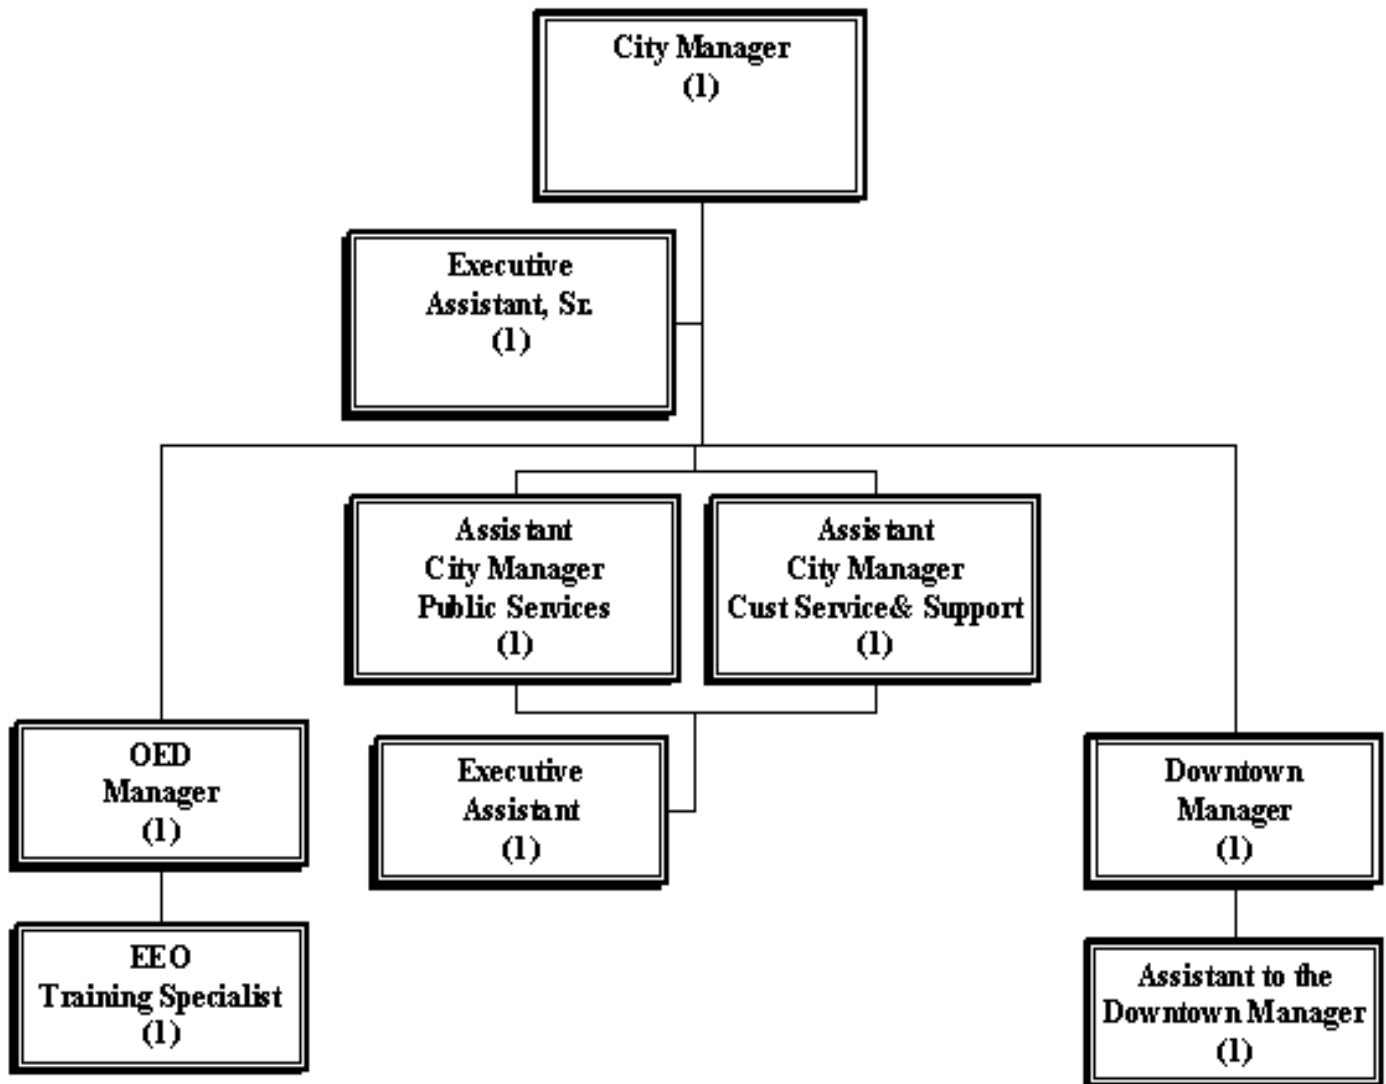 City Manager
(1)
Executive
Assistant, Sr.
(1)
Assistant
City Manager
Public Services
(1)
Assistant
City Manager
Cust Service& Support
(1)
OED
Manager
(1)
Executive
Assistant
(1)
Downtown
Manager
(1)
EEO
Training Specialist
(1)
Assistant to the
Downtown Manager
(1)